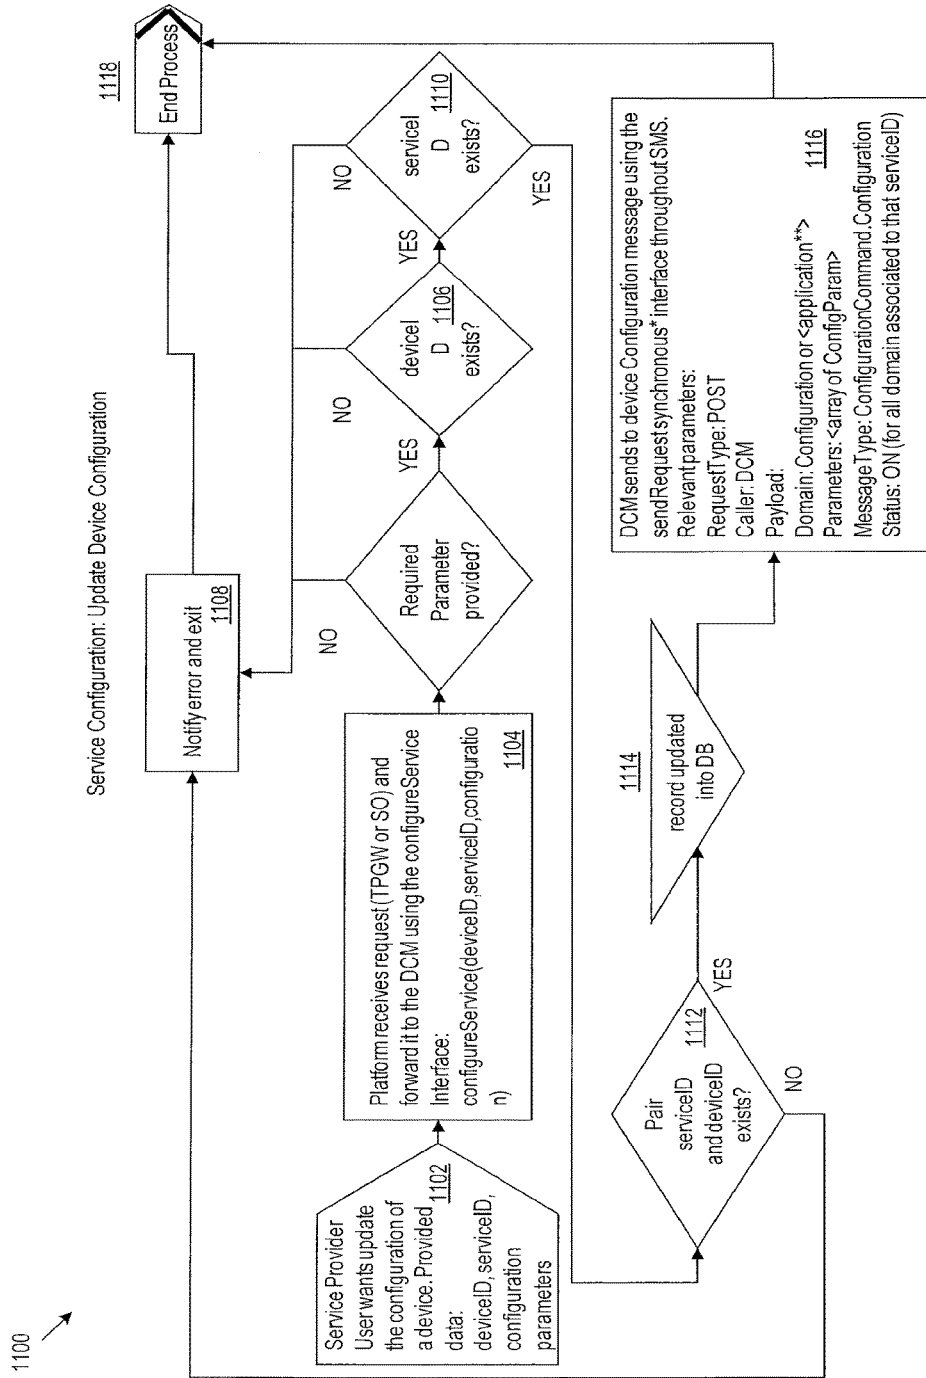 1100
Service Configuration: Update Device Configuration
Service Provider
User wants update
the configuration of
a device. Provided
data:
deviceID, serviceID,
configuration
parameters
1102
Platform receives request (TPGW or SO) and
forward it to the DCM using the configureService
Interface:
configureService(deviceID,serviceID,configuratio
n)
1104
Required
Parameter
provided?
NO
YES
deviceI
D
exists?
1106
NO
YES
serviceI
D
exists?
1110
NO
YES
Notify error and exit
1108
End Process
1118
Pair
serviceID
and deviceID
exists?
1112
YES
NO
record updated
into DB
1114
DCM sends to device Configuration message using the
sendRequest synchronous* interface throughout SMS.
Relevant parameters:
RequestType: POST
Caller: DCM
Payload:
Domain: Configuration or <application**>
Parameters: <array of ConfigParam>
MessageType: ConfigurationCommand.Configuration
Status: ON (for all domain associated to that serviceID)
1116